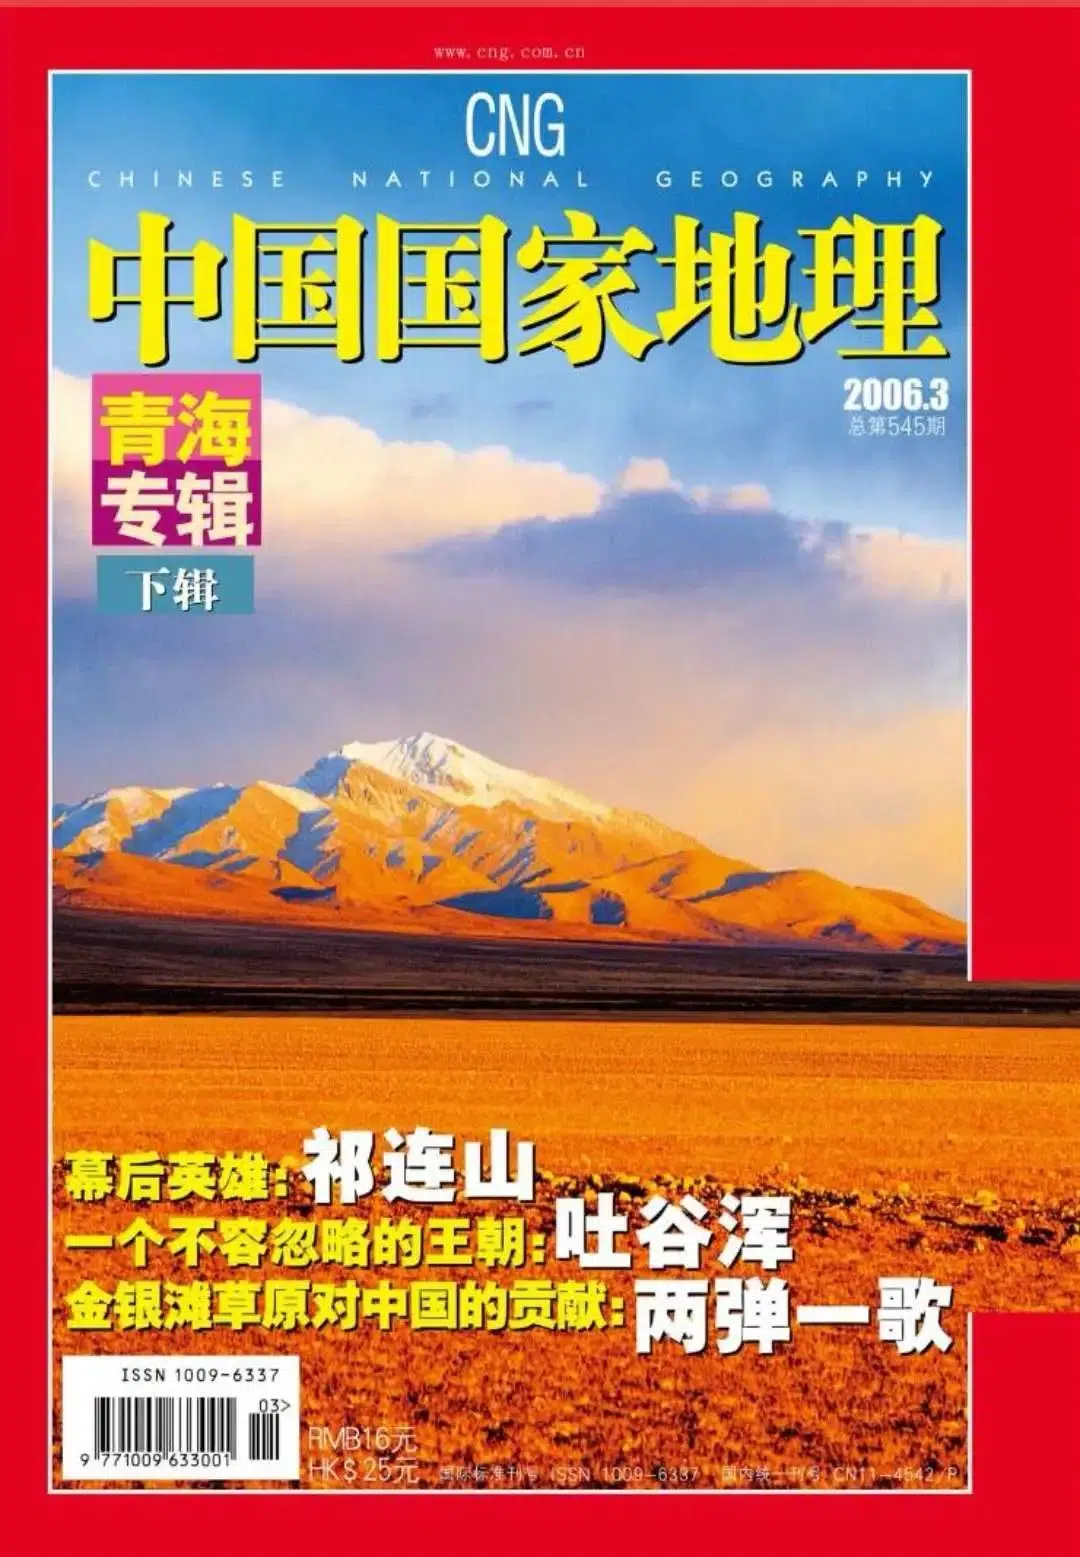 www.cng.com.cn
CNG
CHINESE NATIONAL GEOGRAPHY
中国国家地理
2006.3
总第545期
青海
专辑
下辑
幕后英雄:祁连山
一个不容忽略的王朝:吐谷浑
金银滩草原对中国的贡献:两弹一歌
ISSN 1009-6337
03>
9 771009 633001
RMB16元
HK$25元
国际标准刊号 ISSN 1009-6337 国内统一刊号 CN11-4542/P